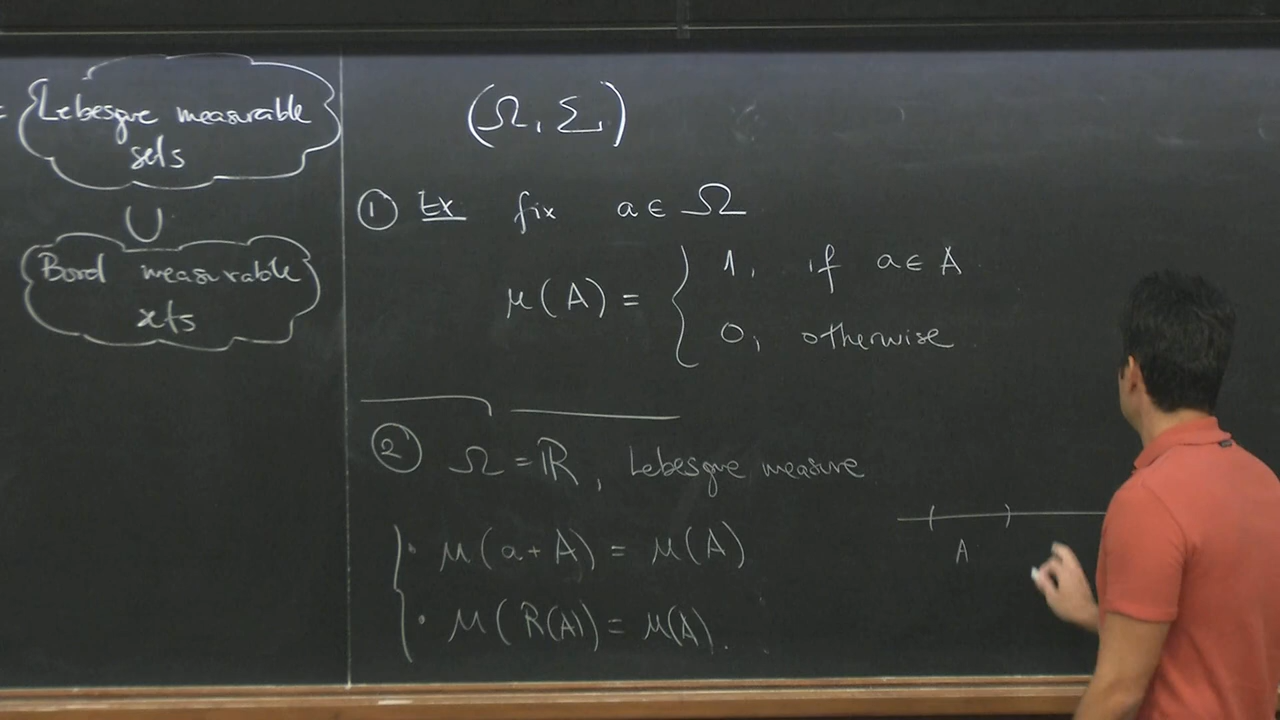 = Lebesgue measurable
sets
∪
Borel measurable
sets
(Ω, Σ)
① Ex fix a ∈ Ω
μ(A) = { 1, if a ∈ A
0, otherwise
② Ω = ℝ, Lebesgue measure
{ · μ(a + A) = μ(A)
· μ(R(A)) = μ(A).
A